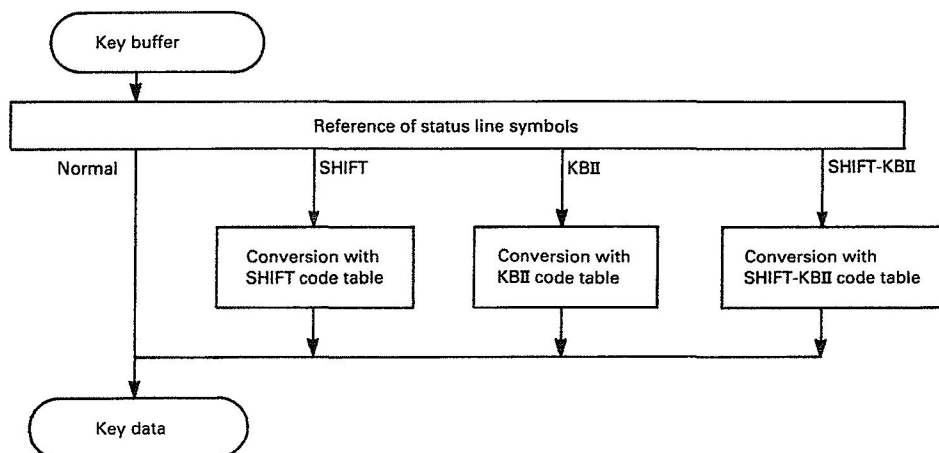 Key buffer
Reference of status line symbols
Normal
SHIFT
KBII
SHIFT-KBII
Conversion with
SHIFT code table
Conversion with
KBII code table
Conversion with
SHIFT-KBII code table
Key data